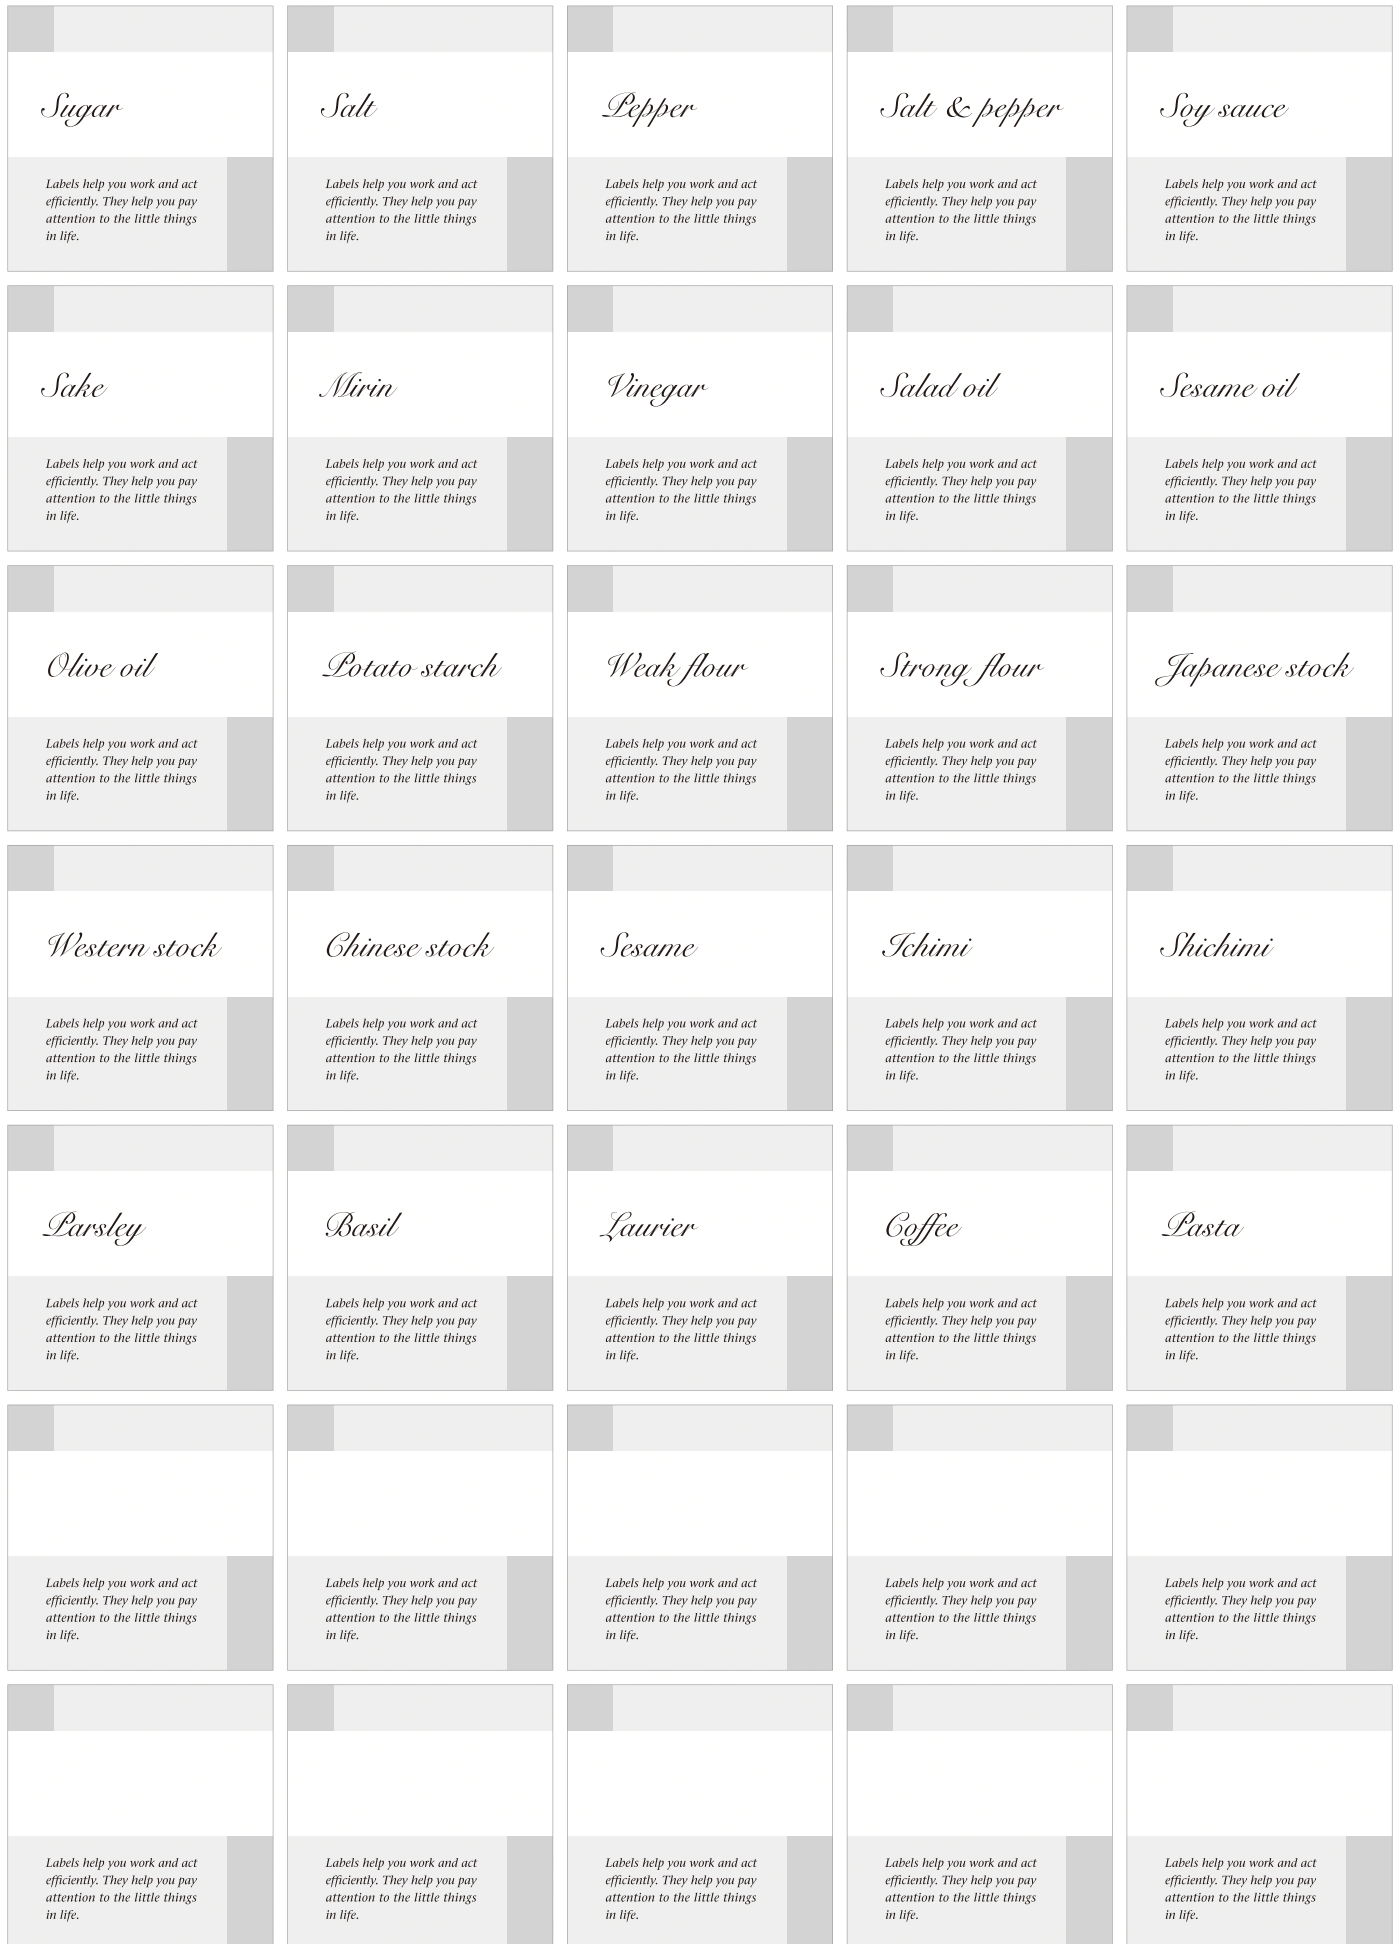 Sugar
Labels help you work and act
efficiently. They help you pay
attention to the little things
in life.
Salt
Labels help you work and act
efficiently. They help you pay
attention to the little things
in life.
Pepper
Labels help you work and act
efficiently. They help you pay
attention to the little things
in life.
Salt & pepper
Labels help you work and act
efficiently. They help you pay
attention to the little things
in life.
Soy sauce
Labels help you work and act
efficiently. They help you pay
attention to the little things
in life.
Sake
Labels help you work and act
efficiently. They help you pay
attention to the little things
in life.
Mirin
Labels help you work and act
efficiently. They help you pay
attention to the little things
in life.
Vinegar
Labels help you work and act
efficiently. They help you pay
attention to the little things
in life.
Salad oil
Labels help you work and act
efficiently. They help you pay
attention to the little things
in life.
Sesame oil
Labels help you work and act
efficiently. They help you pay
attention to the little things
in life.
Olive oil
Labels help you work and act
efficiently. They help you pay
attention to the little things
in life.
Potato starch
Labels help you work and act
efficiently. They help you pay
attention to the little things
in life.
Weak flour
Labels help you work and act
efficiently. They help you pay
attention to the little things
in life.
Strong flour
Labels help you work and act
efficiently. They help you pay
attention to the little things
in life.
Japanese stock
Labels help you work and act
efficiently. They help you pay
attention to the little things
in life.
Western stock
Labels help you work and act
efficiently. They help you pay
attention to the little things
in life.
Chinese stock
Labels help you work and act
efficiently. They help you pay
attention to the little things
in life.
Sesame
Labels help you work and act
efficiently. They help you pay
attention to the little things
in life.
Ichimi
Labels help you work and act
efficiently. They help you pay
attention to the little things
in life.
Shichimi
Labels help you work and act
efficiently. They help you pay
attention to the little things
in life.
Parsley
Labels help you work and act
efficiently. They help you pay
attention to the little things
in life.
Basil
Labels help you work and act
efficiently. They help you pay
attention to the little things
in life.
Laurier
Labels help you work and act
efficiently. They help you pay
attention to the little things
in life.
Coffee
Labels help you work and act
efficiently. They help you pay
attention to the little things
in life.
Pasta
Labels help you work and act
efficiently. They help you pay
attention to the little things
in life.
Labels help you work and act
efficiently. They help you pay
attention to the little things
in life.
Labels help you work and act
efficiently. They help you pay
attention to the little things
in life.
Labels help you work and act
efficiently. They help you pay
attention to the little things
in life.
Labels help you work and act
efficiently. They help you pay
attention to the little things
in life.
Labels help you work and act
efficiently. They help you pay
attention to the little things
in life.
Labels help you work and act
efficiently. They help you pay
attention to the little things
in life.
Labels help you work and act
efficiently. They help you pay
attention to the little things
in life.
Labels help you work and act
efficiently. They help you pay
attention to the little things
in life.
Labels help you work and act
efficiently. They help you pay
attention to the little things
in life.
Labels help you work and act
efficiently. They help you pay
attention to the little things
in life.